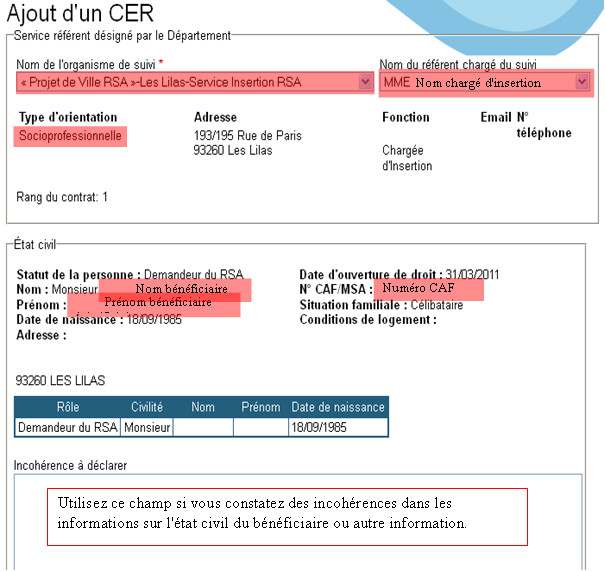 Ajout d'un CER
Service référent désigné par le Département
Nom de l'organisme de suivi *
Nom du référent chargé du suivi
« Projet de Ville RSA »-Les Lilas-Service Insertion RSA
MME Nom chargé d'insertion
Type d'orientation Adresse Fonction Email N° téléphone
Socioprofessionnelle
193/195 Rue de Paris
93260 Les Lilas
Chargée
d'Insertion
Rang du contrat: 1
État civil
Statut de la personne : Demandeur du RSA
Nom : Monsieur Nom bénéficiaire
Prénom : Prénom bénéficiaire
Date de naissance : 18/09/1985
Adresse :
Date d'ouverture de droit : 31/03/2011
N° CAF/MSA : Numéro CAF
Situation familiale : Célibataire
Conditions de logement :
93260 LES LILAS
Rôle Civilité Nom Prénom Date de naissance
Demandeur du RSA Monsieur 18/09/1985
Incohérence à déclarer
Utilisez ce champ si vous constatez des incohérences dans les
informations sur l'état civil du bénéficiaire ou autre information.